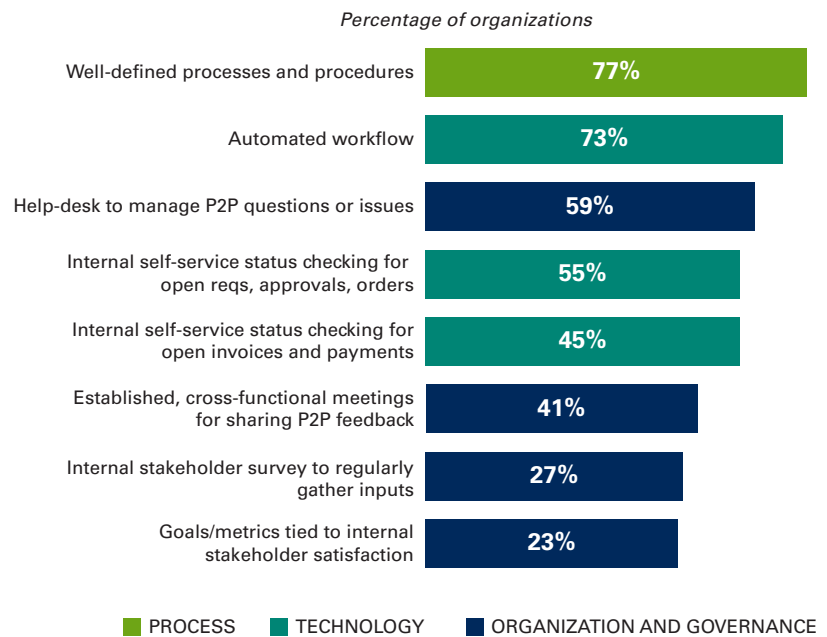 Percentage of organizations
Well-defined processes and procedures
77%
Automated workflow
73%
Help-desk to manage P2P questions or issues
59%
Internal self-service status checking for
open reqs, approvals, orders
55%
Internal self-service status checking for
open invoices and payments
45%
Established, cross-functional meetings
for sharing P2P feedback
41%
Internal stakeholder survey to regularly
gather inputs
27%
Goals/metrics tied to internal
stakeholder satisfaction
23%
PROCESS TECHNOLOGY ORGANIZATION AND GOVERNANCE